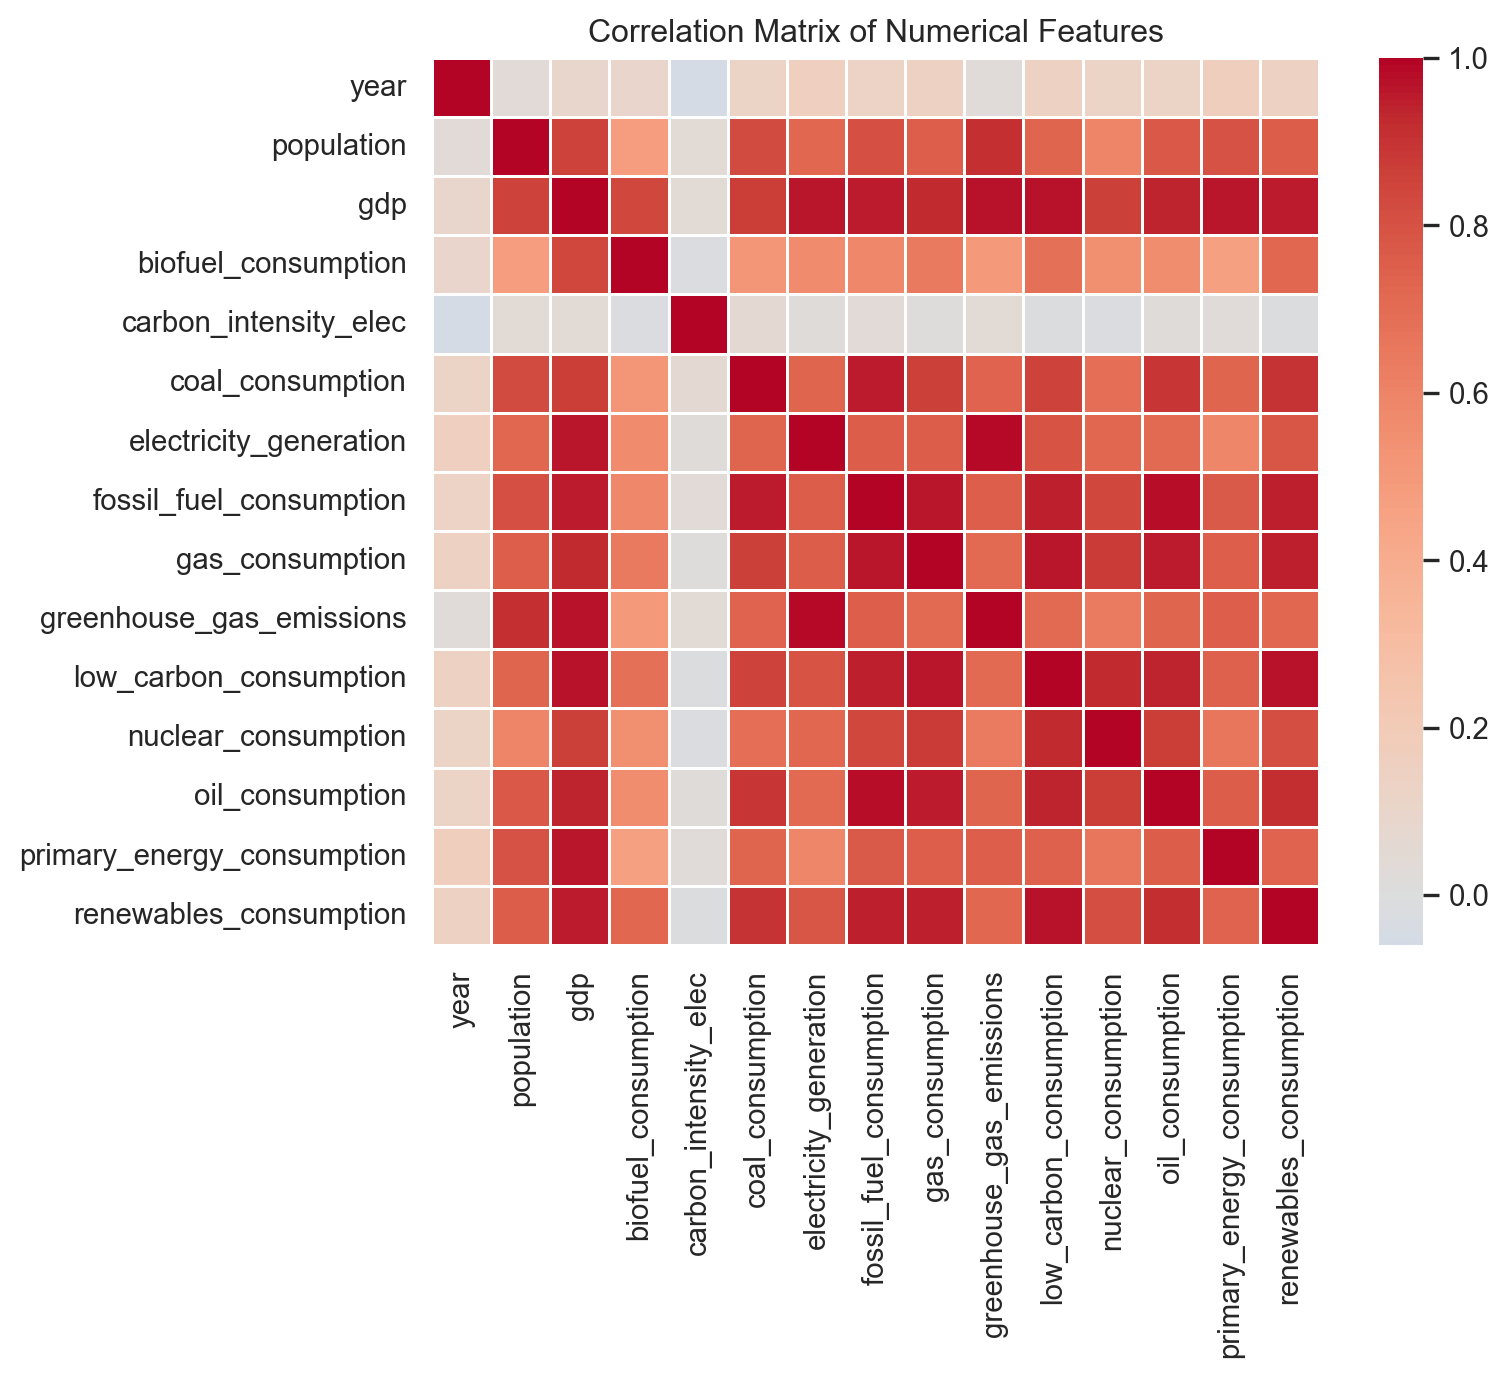 Correlation Matrix of Numerical Features
year
population
gdp
biofuel_consumption
carbon_intensity_elec
coal_consumption
electricity_generation
fossil_fuel_consumption
gas_consumption
greenhouse_gas_emissions
low_carbon_consumption
nuclear_consumption
oil_consumption
primary_energy_consumption
renewables_consumption
year
population
gdp
biofuel_consumption
carbon_intensity_elec
coal_consumption
electricity_generation
fossil_fuel_consumption
gas_consumption
greenhouse_gas_emissions
low_carbon_consumption
nuclear_consumption
oil_consumption
primary_energy_consumption
renewables_consumption
1.0
0.8
0.6
0.4
0.2
0.0